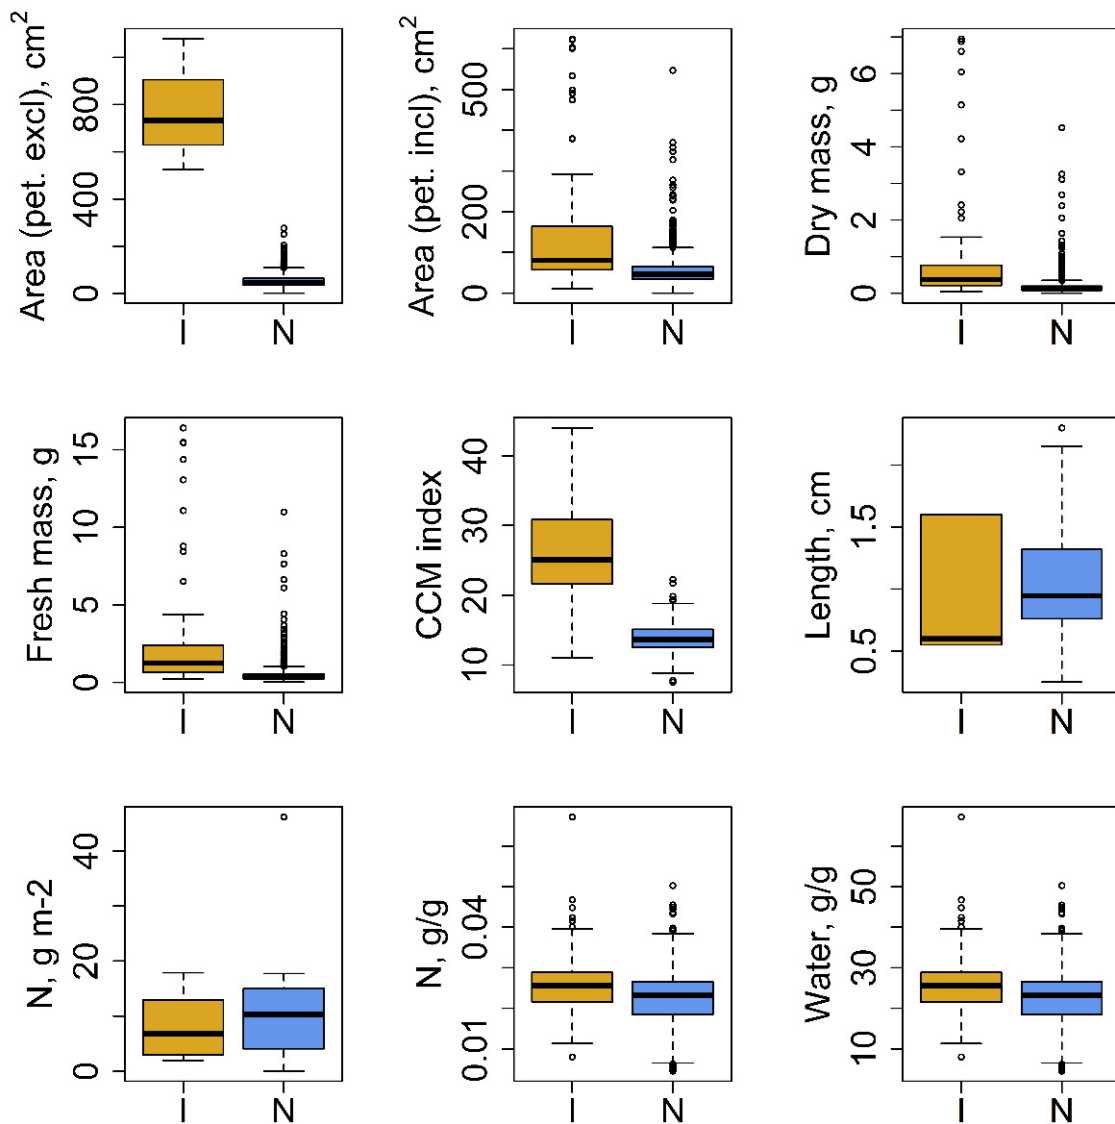 Area (pet. excl), cm²
0
400
800
I
N
Area (pet. incl), cm²
0
200
500
I
N
Dry mass, g
0
2
4
6
I
N
Fresh mass, g
0
5
10
15
I
N
CCM index
10
20
30
40
I
N
Length, cm
0.5
1.5
I
N
N, g m-2
0
20
40
I
N
N, g/g
0.01
0.04
I
N
Water, g/g
10
30
50
I
N